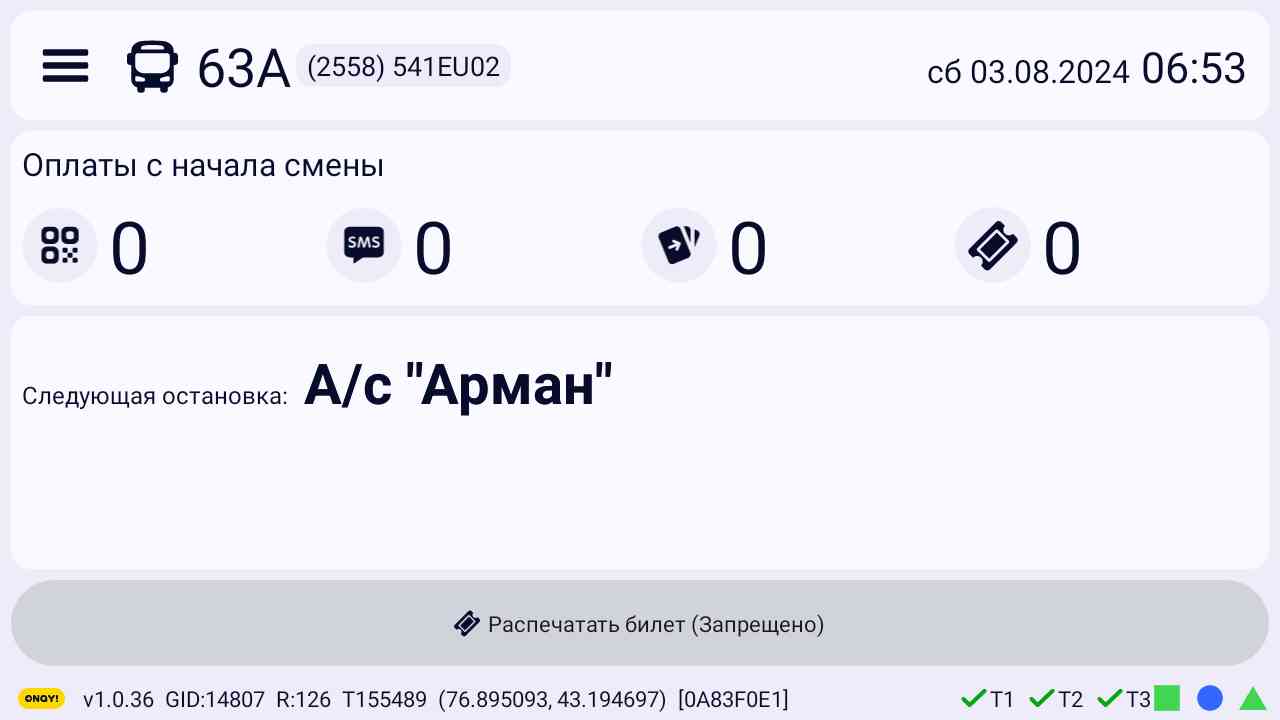 63А (2558) 541EU02 сб 03.08.2024 06:53
Оплаты с начала смены
0 SMS 0 0 0
Следующая остановка: А/с "Арман"
Распечатать билет (Запрещено)
ONAY! v1.0.36 GID:14807 R:126 T155489 (76.895093, 43.194697) [0A83F0E1] T1 T2 T3